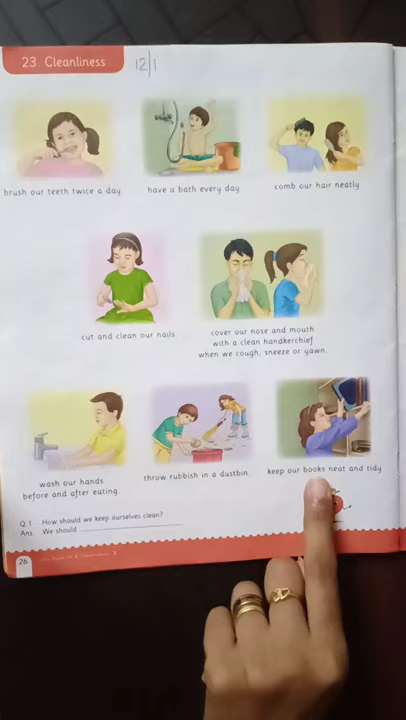 23. Cleanliness
12/1
brush our teeth twice a day
have a bath every day
comb our hair neatly
cut and clean our nails
cover our nose and mouth
with a clean handkerchief
when we cough, sneeze or yawn.
wash our hands
before and after eating
throw rubbish in a dustbin.
keep our books neat and tidy
Q.1 How should we keep ourselves clean?
Ans. We should
26